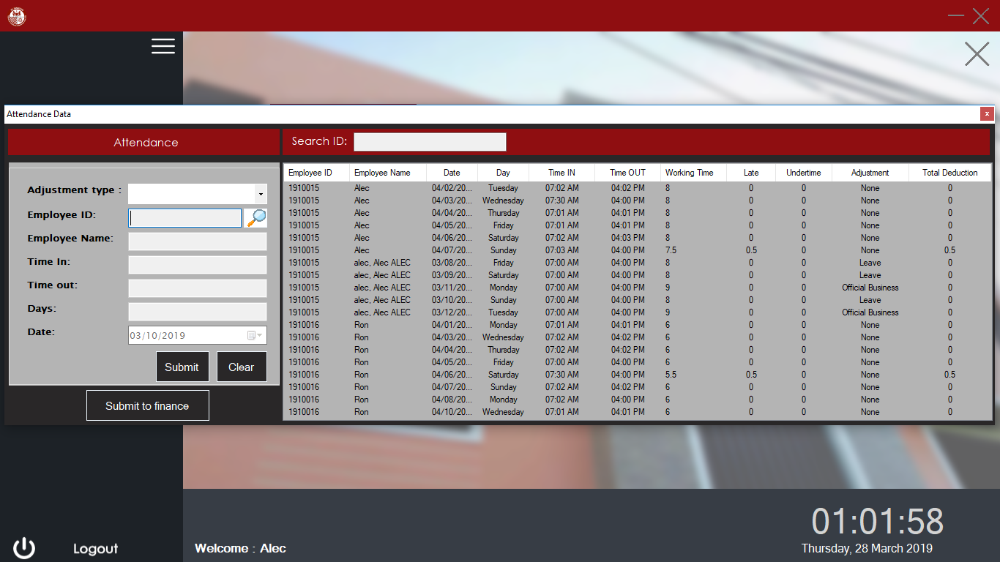 Attendance Data
x
Attendance
Search ID:
Adjustment type :
Employee ID:
Employee Name:
Time In:
Time out:
Days:
Date:
03/10/2019
Submit
Clear
Submit to finance
Employee ID Employee Name Date Day Time IN Time OUT Working Time Late Undertime Adjustment Total Deduction
1910015 Alec 04/02/20... Tuesday 07:02 AM 04:02 PM 8 0 0 None 0
1910015 Alec 04/03/20... Wednesday 07:30 AM 04:00 PM 8 0 0 None 0
1910015 Alec 04/04/20... Thursday 07:01 AM 04:01 PM 8 0 0 None 0
1910015 Alec 04/05/20... Friday 07:01 AM 04:01 PM 8 0 0 None 0
1910015 Alec 04/06/20... Saturday 07:02 AM 04:03 PM 8 0 0 None 0
1910015 Alec 04/07/20... Sunday 07:03 AM 04:00 PM 7.5 0.5 0 None 0.5
1910015 alec, Alec ALEC 03/08/20... Friday 07:00 AM 04:00 PM 8 0 0 Leave 0
1910015 alec, Alec ALEC 03/09/20... Saturday 07:00 AM 04:00 PM 8 0 0 Leave 0
1910015 alec, Alec ALEC 03/11/20... Monday 07:00 AM 04:00 PM 9 0 0 Official Business 0
1910015 alec, Alec ALEC 03/10/20... Sunday 07:00 AM 04:00 PM 8 0 0 Leave 0
1910015 alec, Alec ALEC 03/12/20... Tuesday 07:00 AM 04:00 PM 9 0 0 Official Business 0
1910016 Ron 04/01/20... Monday 07:01 AM 04:01 PM 6 0 0 None 0
1910016 Ron 04/03/20... Wednesday 07:02 AM 04:02 PM 6 0 0 None 0
1910016 Ron 04/04/20... Thursday 07:02 AM 04:02 PM 6 0 0 None 0
1910016 Ron 04/05/20... Friday 07:00 AM 04:00 PM 6 0 0 None 0
1910016 Ron 04/06/20... Saturday 07:30 AM 04:00 PM 5.5 0.5 0 None 0.5
1910016 Ron 04/07/20... Sunday 07:02 AM 04:02 PM 6 0 0 None 0
1910016 Ron 04/08/20... Monday 07:02 AM 04:00 PM 6 0 0 None 0
1910016 Ron 04/10/20... Wednesday 07:01 AM 04:01 PM 6 0 0 None 0
Logout
Welcome : Alec
01:01:58
Thursday, 28 March 2019